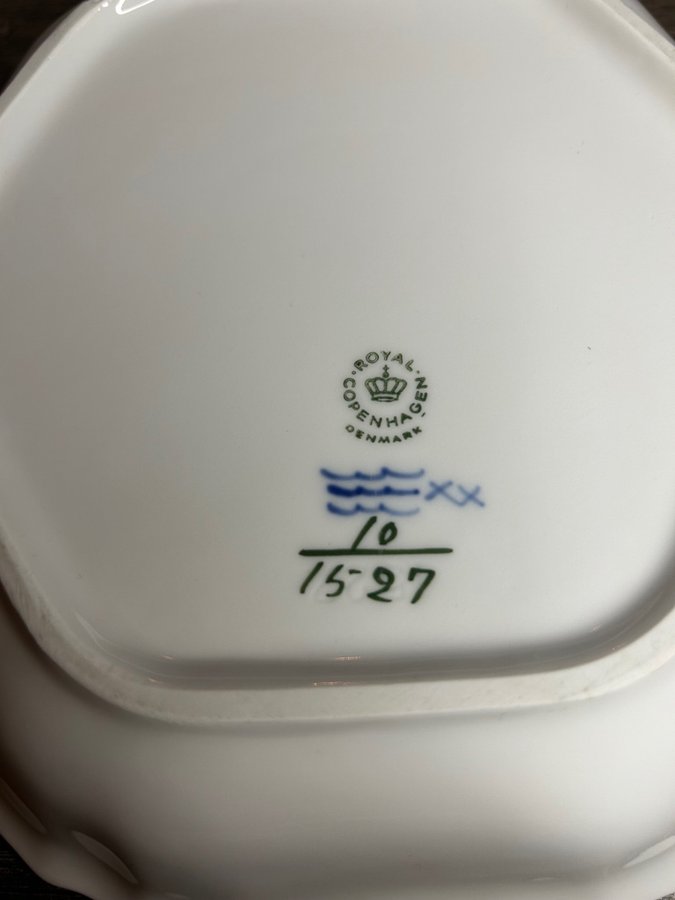 ROYAL
COPENHAGEN
DENMARK
XX
10
1527